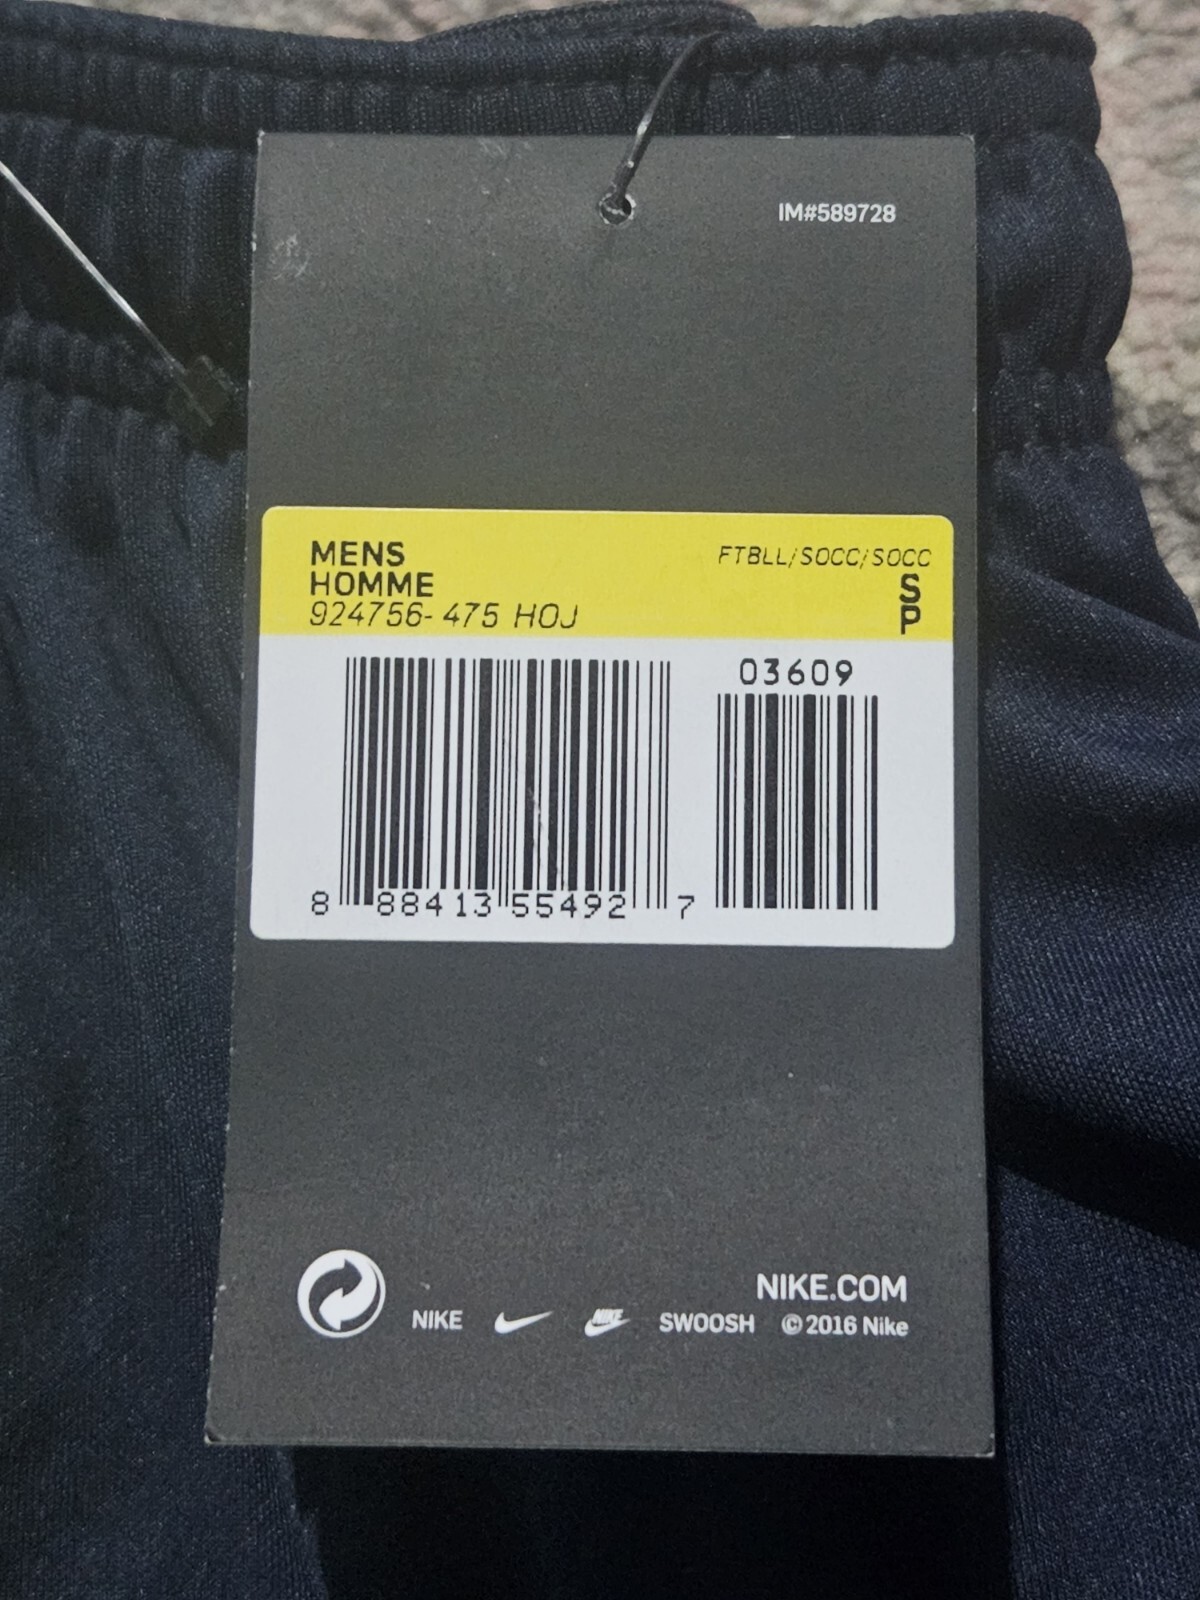 IM#589728
MENS
HOMME
924756-475 HOJ
FTBLL/SOCC/SOCC
S
P
03609
8 88413 55492 7
NIKE.COM
NIKE NIKE SWOOSH © 2016 Nike